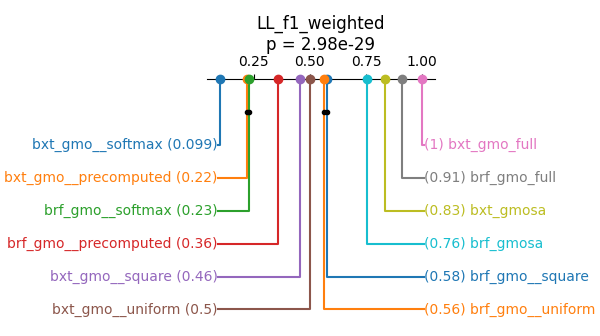 LL_f1_weighted
p = 2.98e-29
0.25 0.50 0.75 1.00
bxt_gmo__softmax (0.099) (1) bxt_gmo_full
bxt_gmo__precomputed (0.22) (0.91) brf_gmo_full
brf_gmo__softmax (0.23) (0.83) bxt_gmosa
brf_gmo__precomputed (0.36) (0.76) brf_gmosa
bxt_gmo__square (0.46) (0.58) brf_gmo__square
bxt_gmo__uniform (0.5) (0.56) brf_gmo__uniform